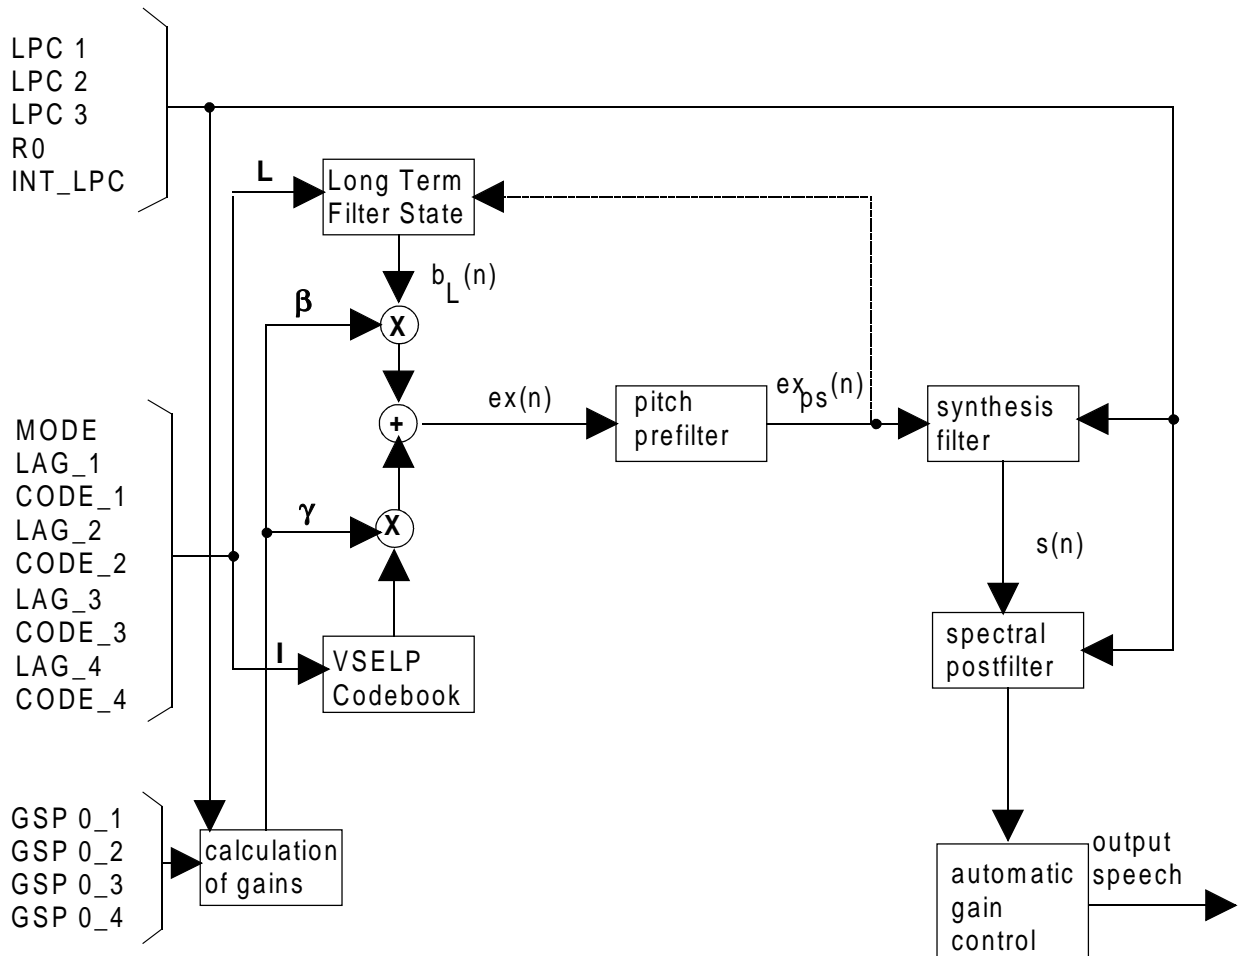 LPC 1
LPC 2
LPC 3
R0
INT_LPC
L
Long Term
Filter State
b_L(n)
β
X
+
ex(n)
pitch
prefilter
ex_ps(n)
synthesis
filter
MODE
LAG_1
CODE_1
LAG_2
CODE_2
LAG_3
CODE_3
LAG_4
CODE_4
γ
X
s(n)
I
VSELP
Codebook
spectral
postfilter
GSP 0_1
GSP 0_2
GSP 0_3
GSP 0_4
calculation
of gains
automatic
gain
control
output
speech